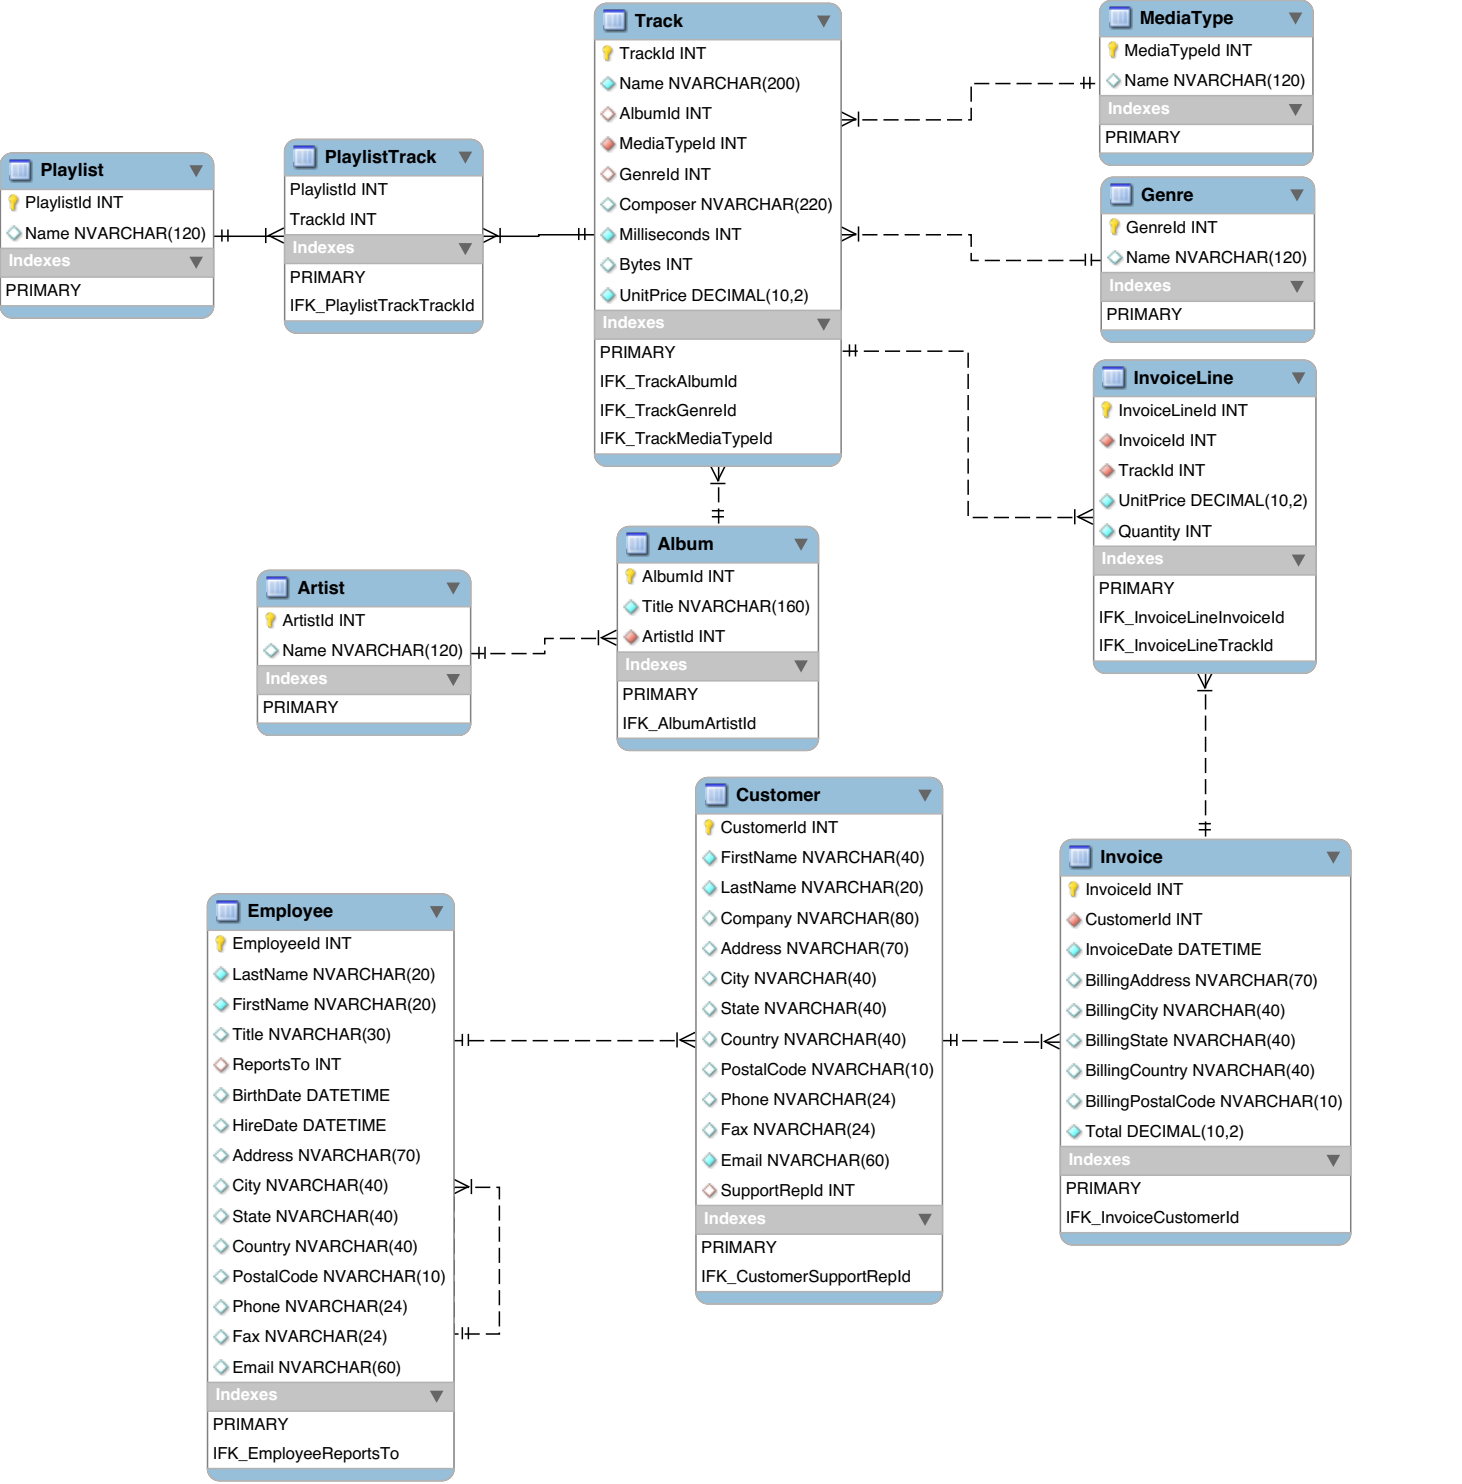 Track
TrackId INT
Name NVARCHAR(200)
AlbumId INT
MediaTypeId INT
GenreId INT
Composer NVARCHAR(220)
Milliseconds INT
Bytes INT
UnitPrice DECIMAL(10,2)
Indexes
PRIMARY
IFK_TrackAlbumId
IFK_TrackGenreId
IFK_TrackMediaTypeId
MediaType
MediaTypeId INT
Name NVARCHAR(120)
Indexes
PRIMARY
Playlist
PlaylistId INT
Name NVARCHAR(120)
Indexes
PRIMARY
PlaylistTrack
PlaylistId INT
TrackId INT
Indexes
PRIMARY
IFK_PlaylistTrackTrackId
Genre
GenreId INT
Name NVARCHAR(120)
Indexes
PRIMARY
InvoiceLine
InvoiceLineId INT
InvoiceId INT
TrackId INT
UnitPrice DECIMAL(10,2)
Quantity INT
Indexes
PRIMARY
IFK_InvoiceLineInvoiceId
IFK_InvoiceLineTrackId
Artist
ArtistId INT
Name NVARCHAR(120)
Indexes
PRIMARY
Album
AlbumId INT
Title NVARCHAR(160)
ArtistId INT
Indexes
PRIMARY
IFK_AlbumArtistId
Customer
CustomerId INT
FirstName NVARCHAR(40)
LastName NVARCHAR(20)
Company NVARCHAR(80)
Address NVARCHAR(70)
City NVARCHAR(40)
State NVARCHAR(40)
Country NVARCHAR(40)
PostalCode NVARCHAR(10)
Phone NVARCHAR(24)
Fax NVARCHAR(24)
Email NVARCHAR(60)
SupportRepId INT
Indexes
PRIMARY
IFK_CustomerSupportRepId
Invoice
InvoiceId INT
CustomerId INT
InvoiceDate DATETIME
BillingAddress NVARCHAR(70)
BillingCity NVARCHAR(40)
BillingState NVARCHAR(40)
BillingCountry NVARCHAR(40)
BillingPostalCode NVARCHAR(10)
Total DECIMAL(10,2)
Indexes
PRIMARY
IFK_InvoiceCustomerId
Employee
EmployeeId INT
LastName NVARCHAR(20)
FirstName NVARCHAR(20)
Title NVARCHAR(30)
ReportsTo INT
BirthDate DATETIME
HireDate DATETIME
Address NVARCHAR(70)
City NVARCHAR(40)
State NVARCHAR(40)
Country NVARCHAR(40)
PostalCode NVARCHAR(10)
Phone NVARCHAR(24)
Fax NVARCHAR(24)
Email NVARCHAR(60)
Indexes
PRIMARY
IFK_EmployeeReportsTo